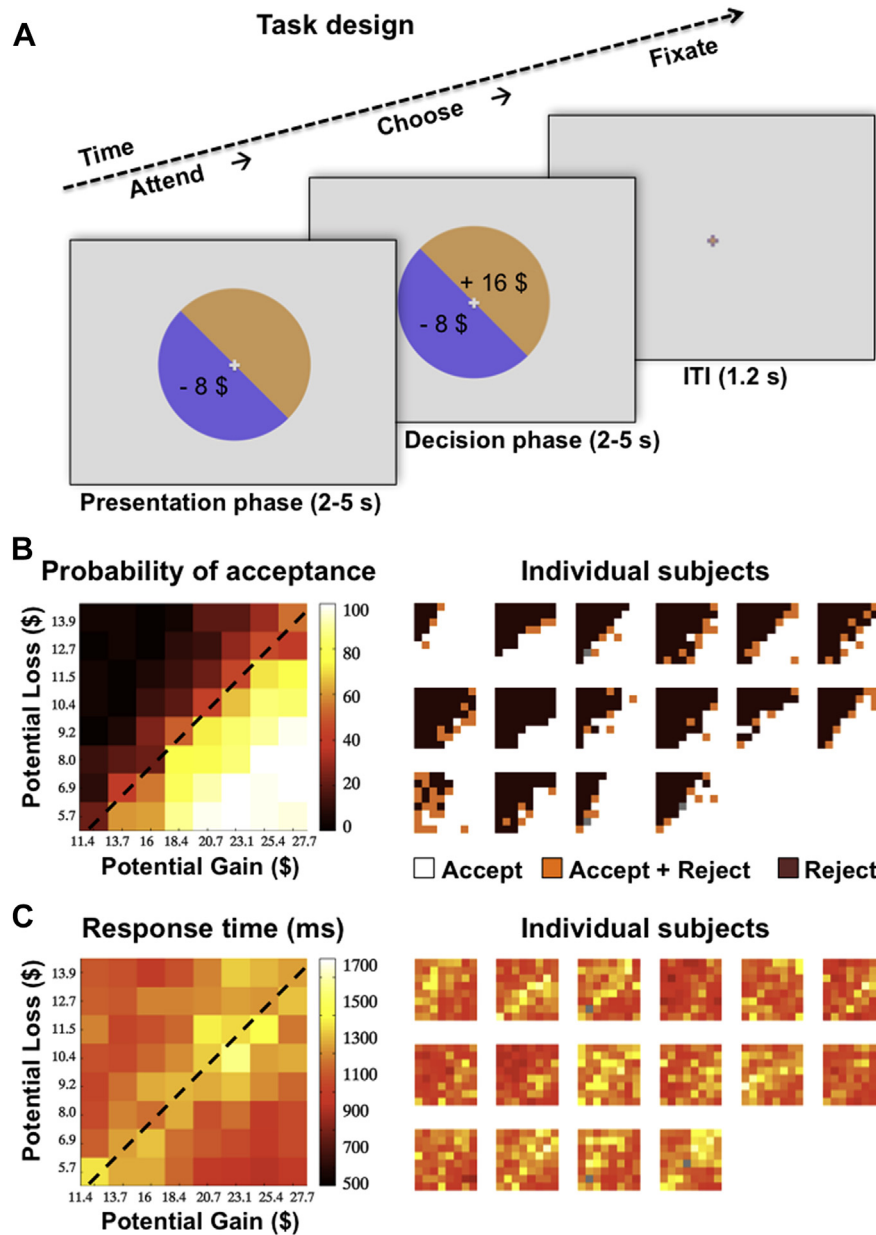 A
Task design
Time
Attend →
Choose →
Fixate
- 8 $
Presentation phase (2-5 s)
+ 16 $
- 8 $
Decision phase (2-5 s)
ITI (1.2 s)
B
Probability of acceptance
Potential Loss ($)
13.9
12.7
11.5
10.4
9.2
8.0
6.9
5.7
11.4 13.7 16 18.4 20.7 23.1 25.4 27.7
Potential Gain ($)
100
80
60
40
20
0
Individual subjects
Accept Accept + Reject Reject
C
Response time (ms)
Potential Loss ($)
13.9
12.7
11.5
10.4
9.2
8.0
6.9
5.7
11.4 13.7 16 18.4 20.7 23.1 25.4 27.7
Potential Gain ($)
1700
1500
1300
1100
900
700
500
Individual subjects